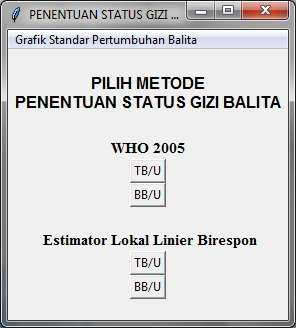 PENENTUAN STATUS GIZI ...
Grafik Standar Pertumbuhan Balita
PILIH METODE
PENENTUAN STATUS GIZI BALITA
WHO 2005
TB/U
BB/U
Estimator Lokal Linier Birespon
TB/U
BB/U